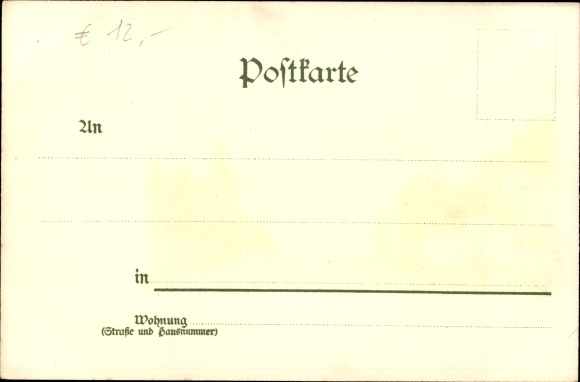 € 12,-
Postkarte
An
in
Wohnung
(Straße und Hausnummer)